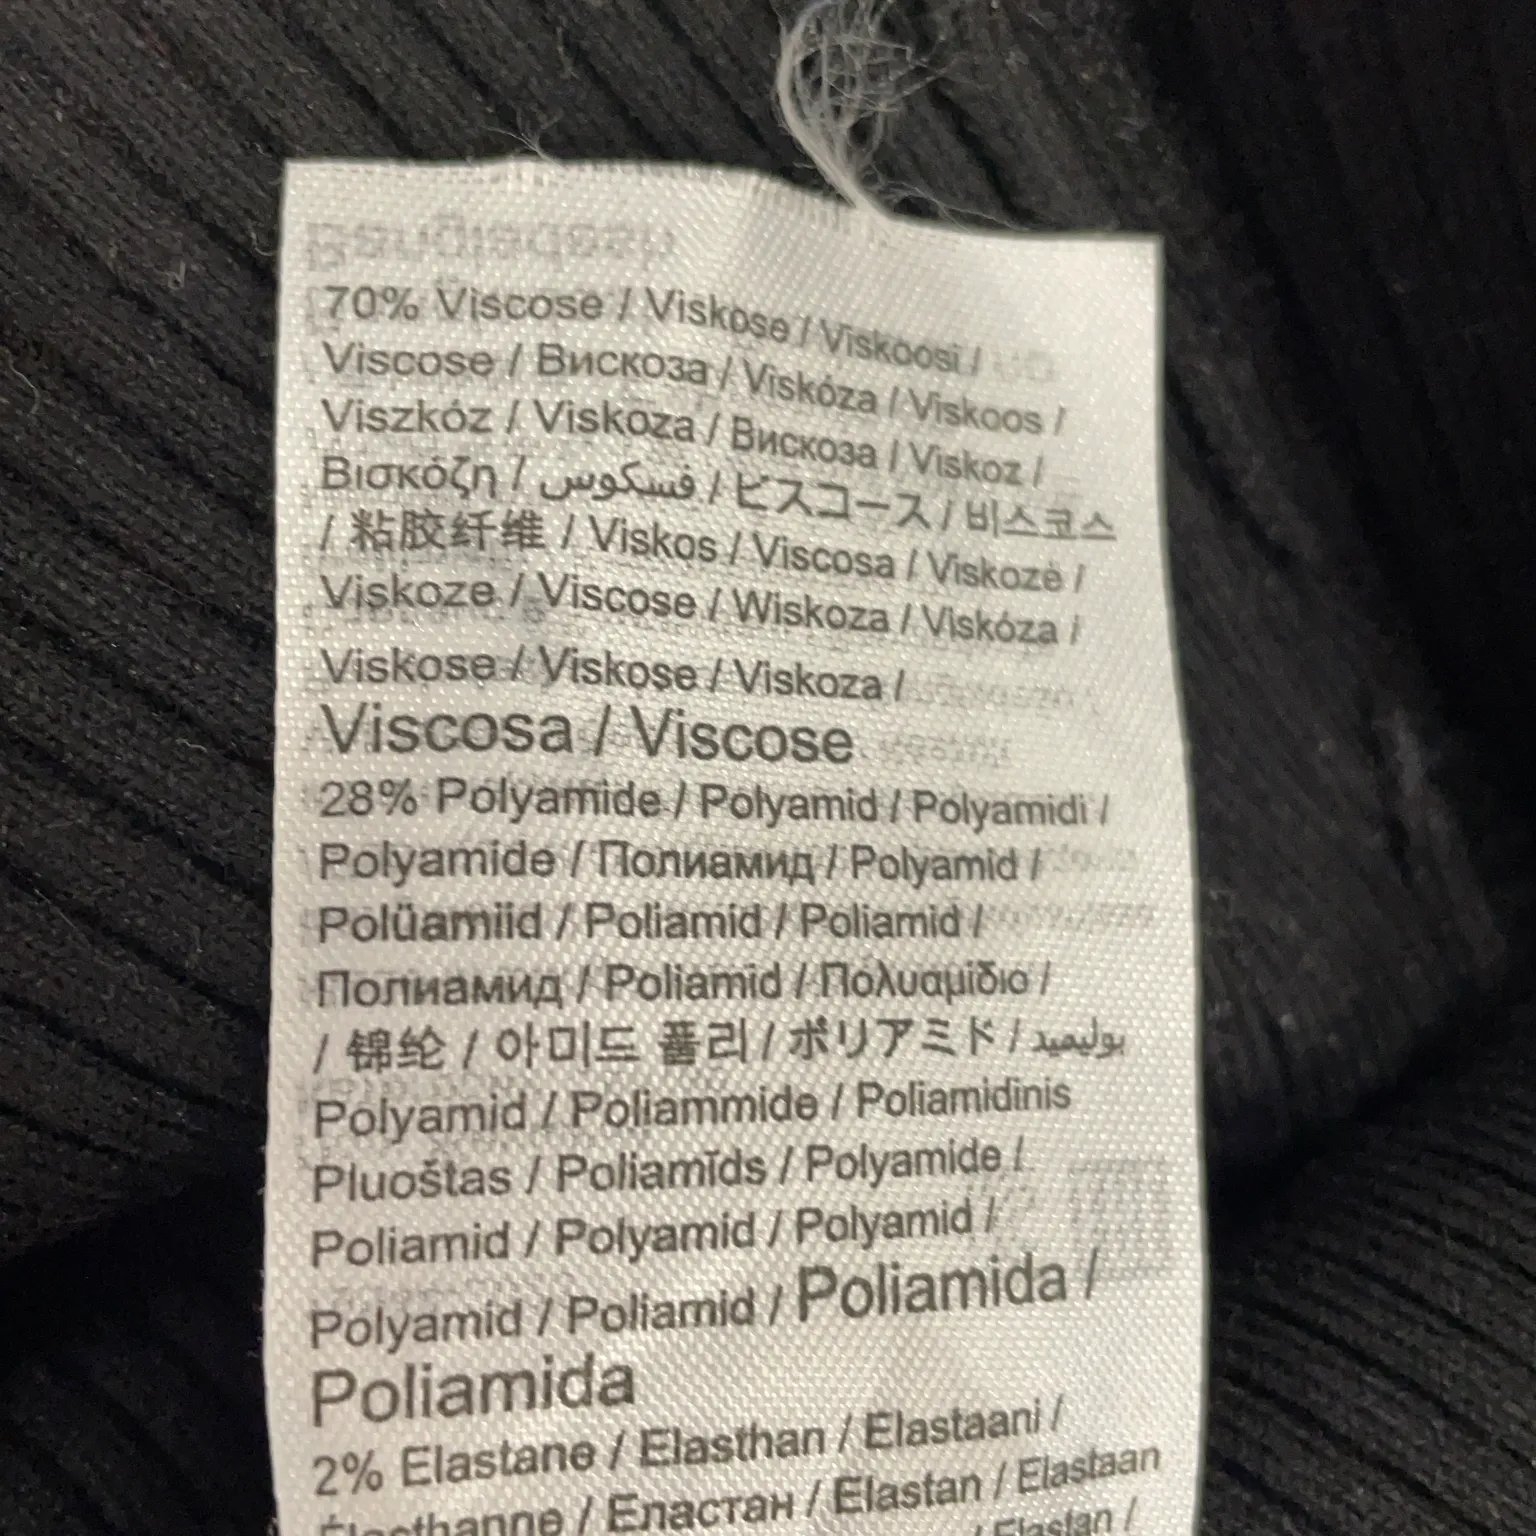 70% Viscose / Viskose / Viskoosi /
Viscose / Вискоза / Viskóza / Viskoos /
Viszkóz / Viskoza / Вискоза / Viskoz /
Βισκόζη / فسكوس / ビスコース / 비스코스
/ 粘胶纤维 / Viskos / Viscosa / Viskozė /
Viskoze / Viscose / Wiskoza / Viskóza /
Viskose / Viskose / Viskoza /
Viscosa / Viscose
28% Polyamide / Polyamid / Polyamidi /
Polyamide / Полиамид / Polyamid /
Polüamiid / Poliamid / Poliamid /
Полиамид / Poliamid / Πολυαμίδιο /
/ 锦纶 / 아미드 폴리 / ポリアミド / بوليميد
Polyamid / Poliammide / Poliamidinis
Pluoštas / Poliamīds / Polyamide /
Poliamid / Polyamid / Polyamid /
Polyamid / Poliamid / Poliamida /
Poliamida
2% Elastane / Elasthan / Elastaani /
Élasthanne / Еластан / Elastan / Elastaan
/ Elastan /